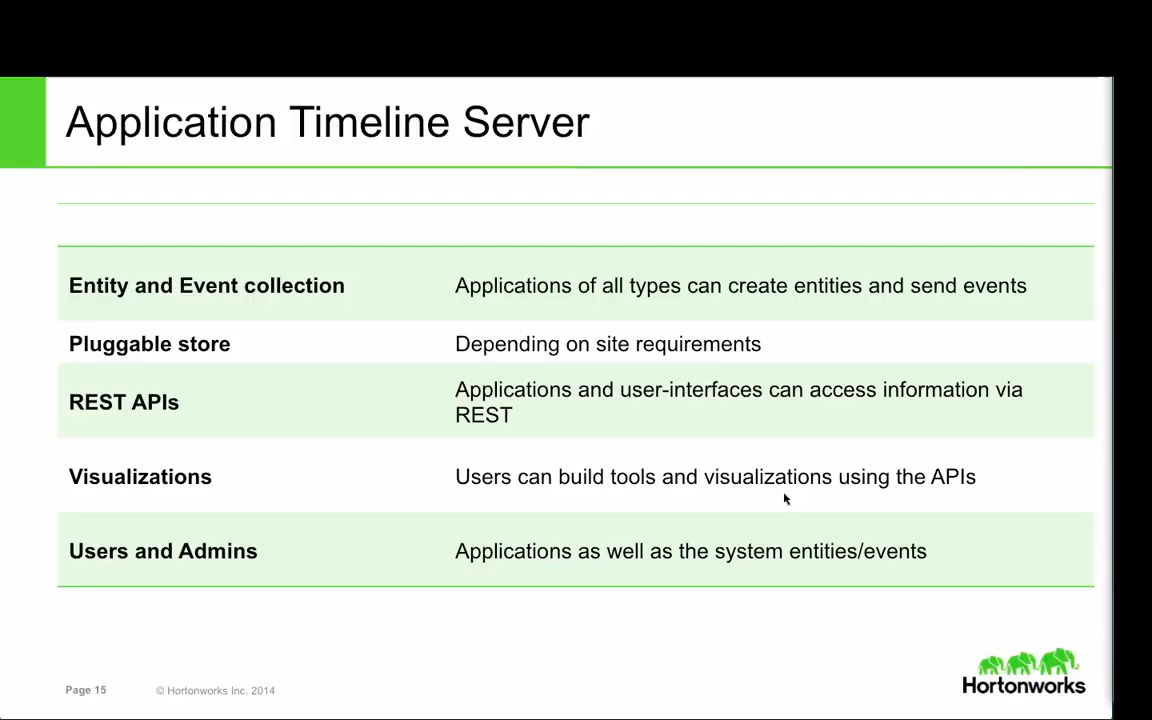 Application Timeline Server
Entity and Event collection
Applications of all types can create entities and send events
Pluggable store
Depending on site requirements
REST APIs
Applications and user-interfaces can access information via
REST
Visualizations
Users can build tools and visualizations using the APIs
Users and Admins
Applications as well as the system entities/events
Page 15
© Hortonworks Inc. 2014
Hortonworks